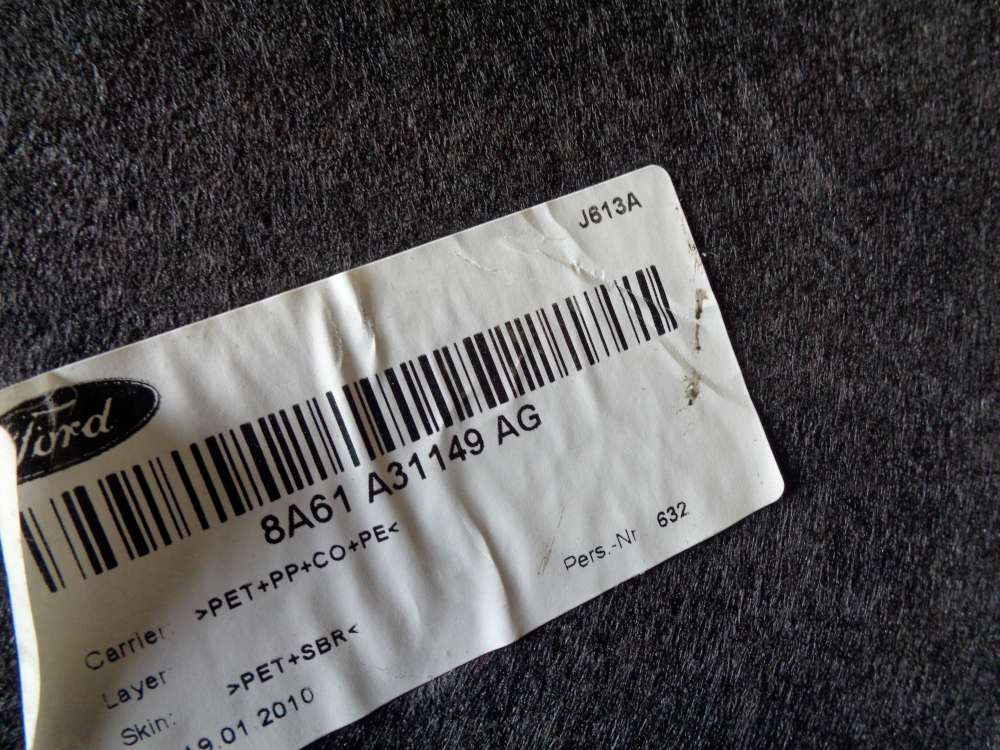 J613A
Ford
8A61 A31149 AG
Carrier: >PET+PP+CO+PE<
Layer >PET+SBR<
Skin:
19.01 2010
Pers.-Nr 632